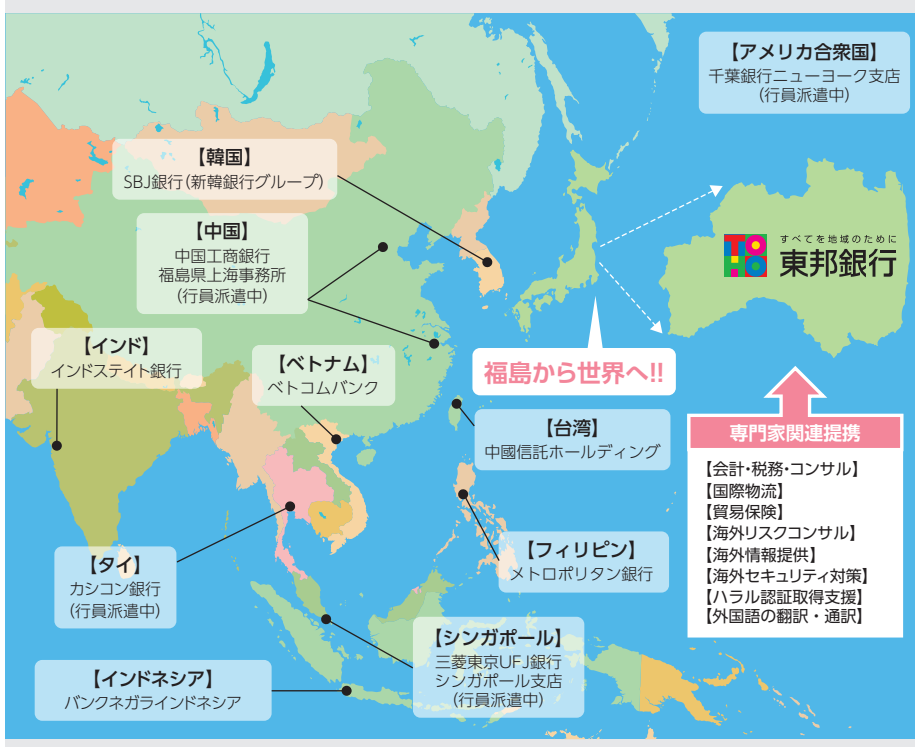 【アメリカ合衆国】
千葉銀行ニューヨーク支店
(行員派遣中)
【韓国】
SBJ銀行(新韓銀行グループ)
【中国】
中国工商銀行
福島県上海事務所
(行員派遣中)
TOHO
すべてを地域のために
東邦銀行
【インド】
インドステイト銀行
【ベトナム】
ベトコムバンク
福島から世界へ!!
【台湾】
中國信託ホールディング
専門家関連提携
【会計・税務・コンサル】
【国際物流】
【貿易保険】
【海外リスクコンサル】
【海外情報提供】
【海外セキュリティ対策】
【ハラル認証取得支援】
【外国語の翻訳・通訳】
【フィリピン】
メトロポリタン銀行
【タイ】
カシコン銀行
(行員派遣中)
【シンガポール】
三菱東京UFJ銀行
シンガポール支店
(行員派遣中)
【インドネシア】
バンクネガラインドネシア